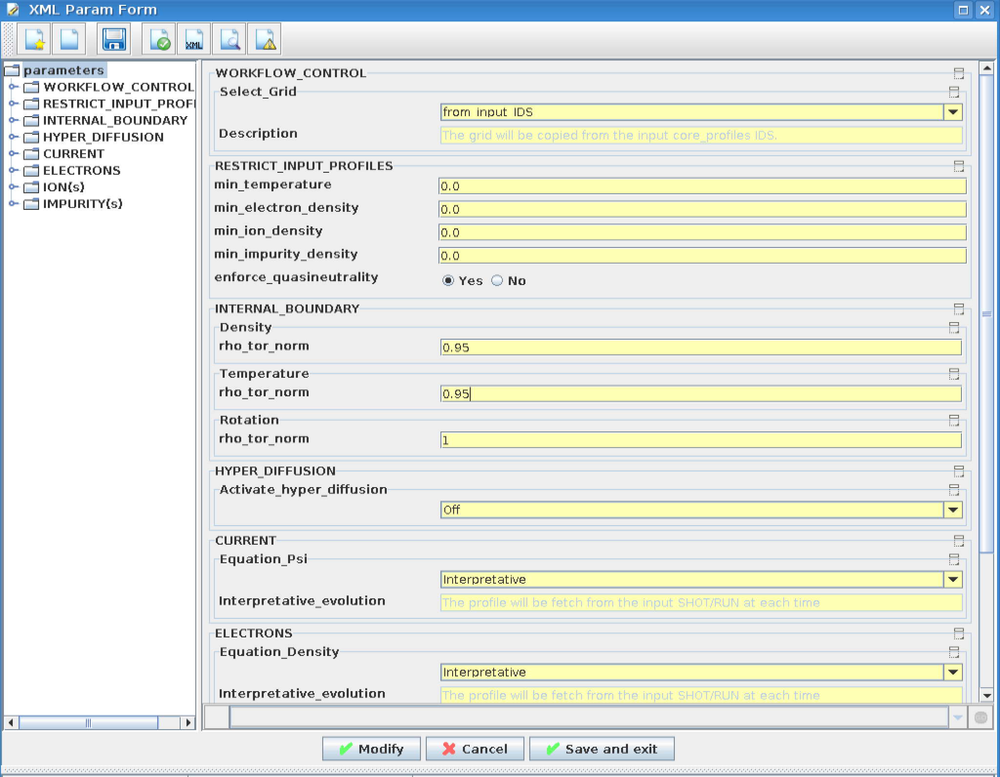 XML Param Form
XML
parameters
WORKFLOW_CONTROL
RESTRICT_INPUT_PROFI
INTERNAL_BOUNDARY
HYPER_DIFFUSION
CURRENT
ELECTRONS
ION(s)
IMPURITY(s)
WORKFLOW_CONTROL
Select_Grid
from input IDS
Description The grid will be copied from the input core_profiles IDS.
RESTRICT_INPUT_PROFILES
min_temperature 0.0
min_electron_density 0.0
min_ion_density 0.0
min_impurity_density 0.0
enforce_quasineutrality Yes No
INTERNAL_BOUNDARY
Density
rho_tor_norm 0.95
Temperature
rho_tor_norm 0.95
Rotation
rho_tor_norm 1
HYPER_DIFFUSION
Activate_hyper_diffusion
Off
CURRENT
Equation_Psi
Interpretative
Interpretative_evolution The profile will be fetch from the input SHOT/RUN at each time
ELECTRONS
Equation_Density
Interpretative
Interpretative_evolution The profile will be fetch from the input SHOT/RUN at each time
GO
Modify Cancel Save and exit